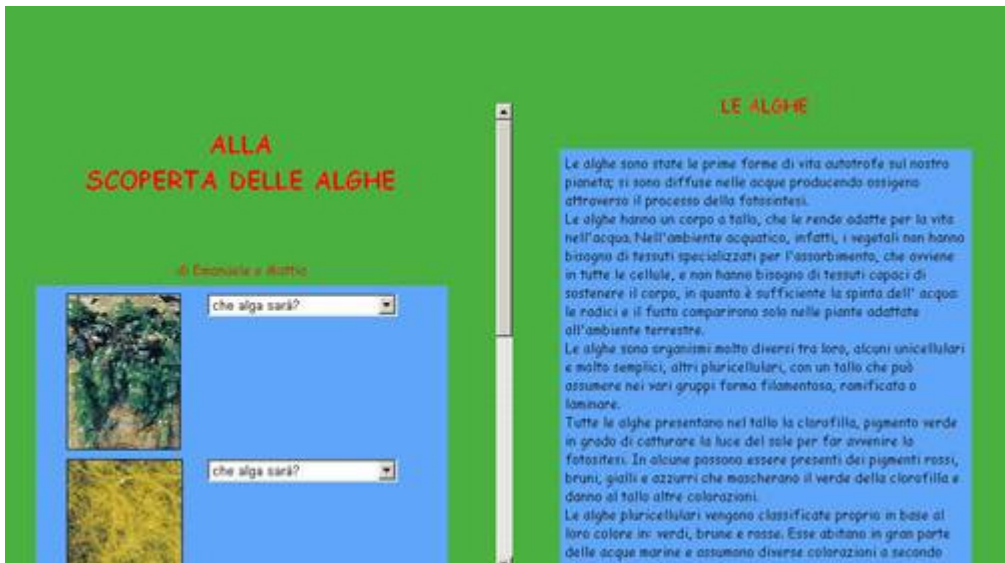 ALLA
SCOPERTA DELLE ALGHE
di Emanuele e Mattia
che alga sarà?
che alga sarà?
LE ALGHE
Le alghe sono state le prime forme di vita autotrofe sul nostro
pianeta; si sono diffuse nelle acque producendo ossigeno
attraverso il processo della fotosintesi.
Le alghe hanno un corpo a tallo, che le rende adatte per la vita
nell'acqua. Nell'ambiente acquatico, infatti, i vegetali non hanno
bisogno di tessuti specializzati per l'assorbimento, che avviene
in tutte le cellule, e non hanno bisogno di tessuti capaci di
sostenere il corpo, in quanto è sufficiente la spinta dell' acqua:
le radici e il fusto comparirono solo nelle piante adattate
all'ambiente terrestre.
Le alghe sono organismi molto diversi tra loro, alcuni unicellulari
e molto semplici, altri pluricellulari, con un tallo che può
assumere nei vari gruppi forma filamentosa, ramificata o
laminare.
Tutte le alghe presentano nel tallo la clorofilla, pigmento verde
in grado di catturare la luce del sole per far avvenire la
fotositesi. In alcune possono essere presenti dei pigmenti rossi,
bruni, gialli e azzurri che mascherano il verde della clorofilla e
danno al tallo altre colorazioni.
Le alghe pluricellulari vengono classificate proprio in base al
loro colore in: verdi, brune e rosse. Esse abitano in gran parte
delle acque marine e assumono diverse colorazioni a secondo